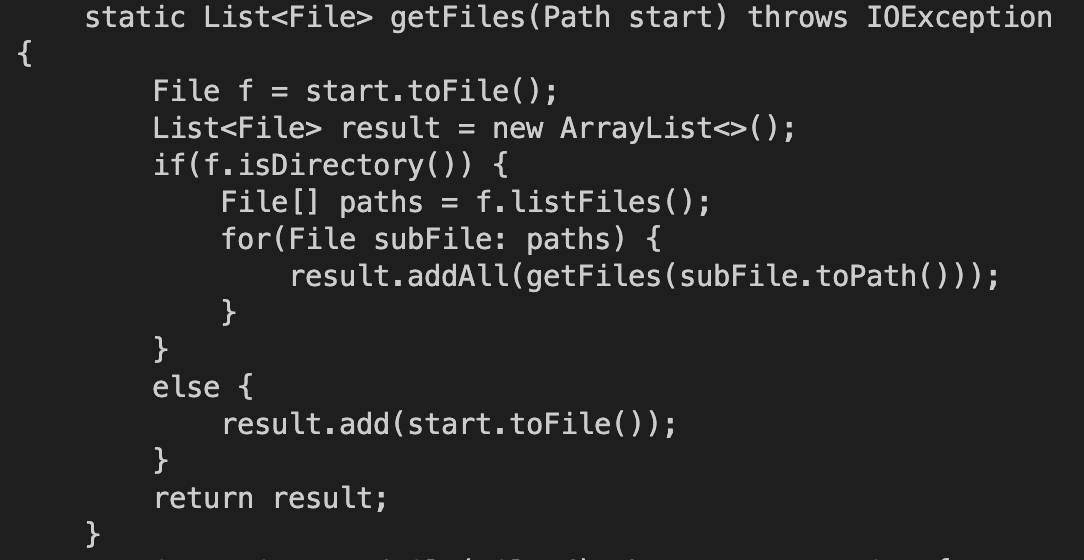 static List<File> getFiles(Path start) throws IOException
{
        File f = start.toFile();
        List<File> result = new ArrayList<>();
        if(f.isDirectory()) {
            File[] paths = f.listFiles();
            for(File subFile: paths) {
                result.addAll(getFiles(subFile.toPath()));
            }
        }
        else {
            result.add(start.toFile());
        }
        return result;
    }